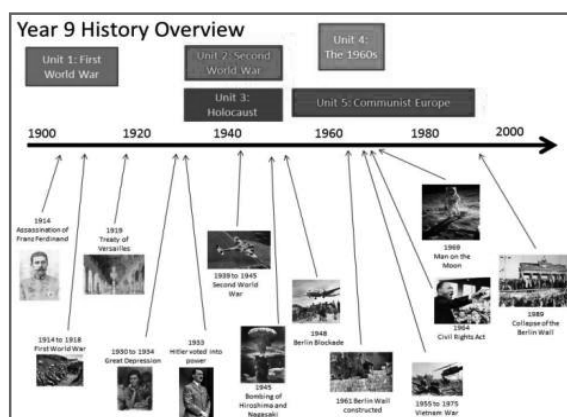 Year 9 History Overview
Unit 1: First
World War
Unit 2: Second
World War
Unit 3:
Holocaust
Unit 4:
The 1960s
Unit 5: Communist Europe
1900
1920
1940
1960
1980
2000
1914
Assassination of
Franz Ferdinand
1919
Treaty of
Versailles
1939 to 1945
Second World
War
1948
Berlin Blockade
1969
Man on the
Moon
1964
Civil Rights Act
1989
Collapse of the
Berlin Wall
1914 to 1918
First World War
1930 to 1934
Great Depression
1933
Hitler voted into
power
1945
Bombing of
Hiroshima and
Nagasaki
1961 Berlin Wall
constructed
1955 to 1975
Vietnam War